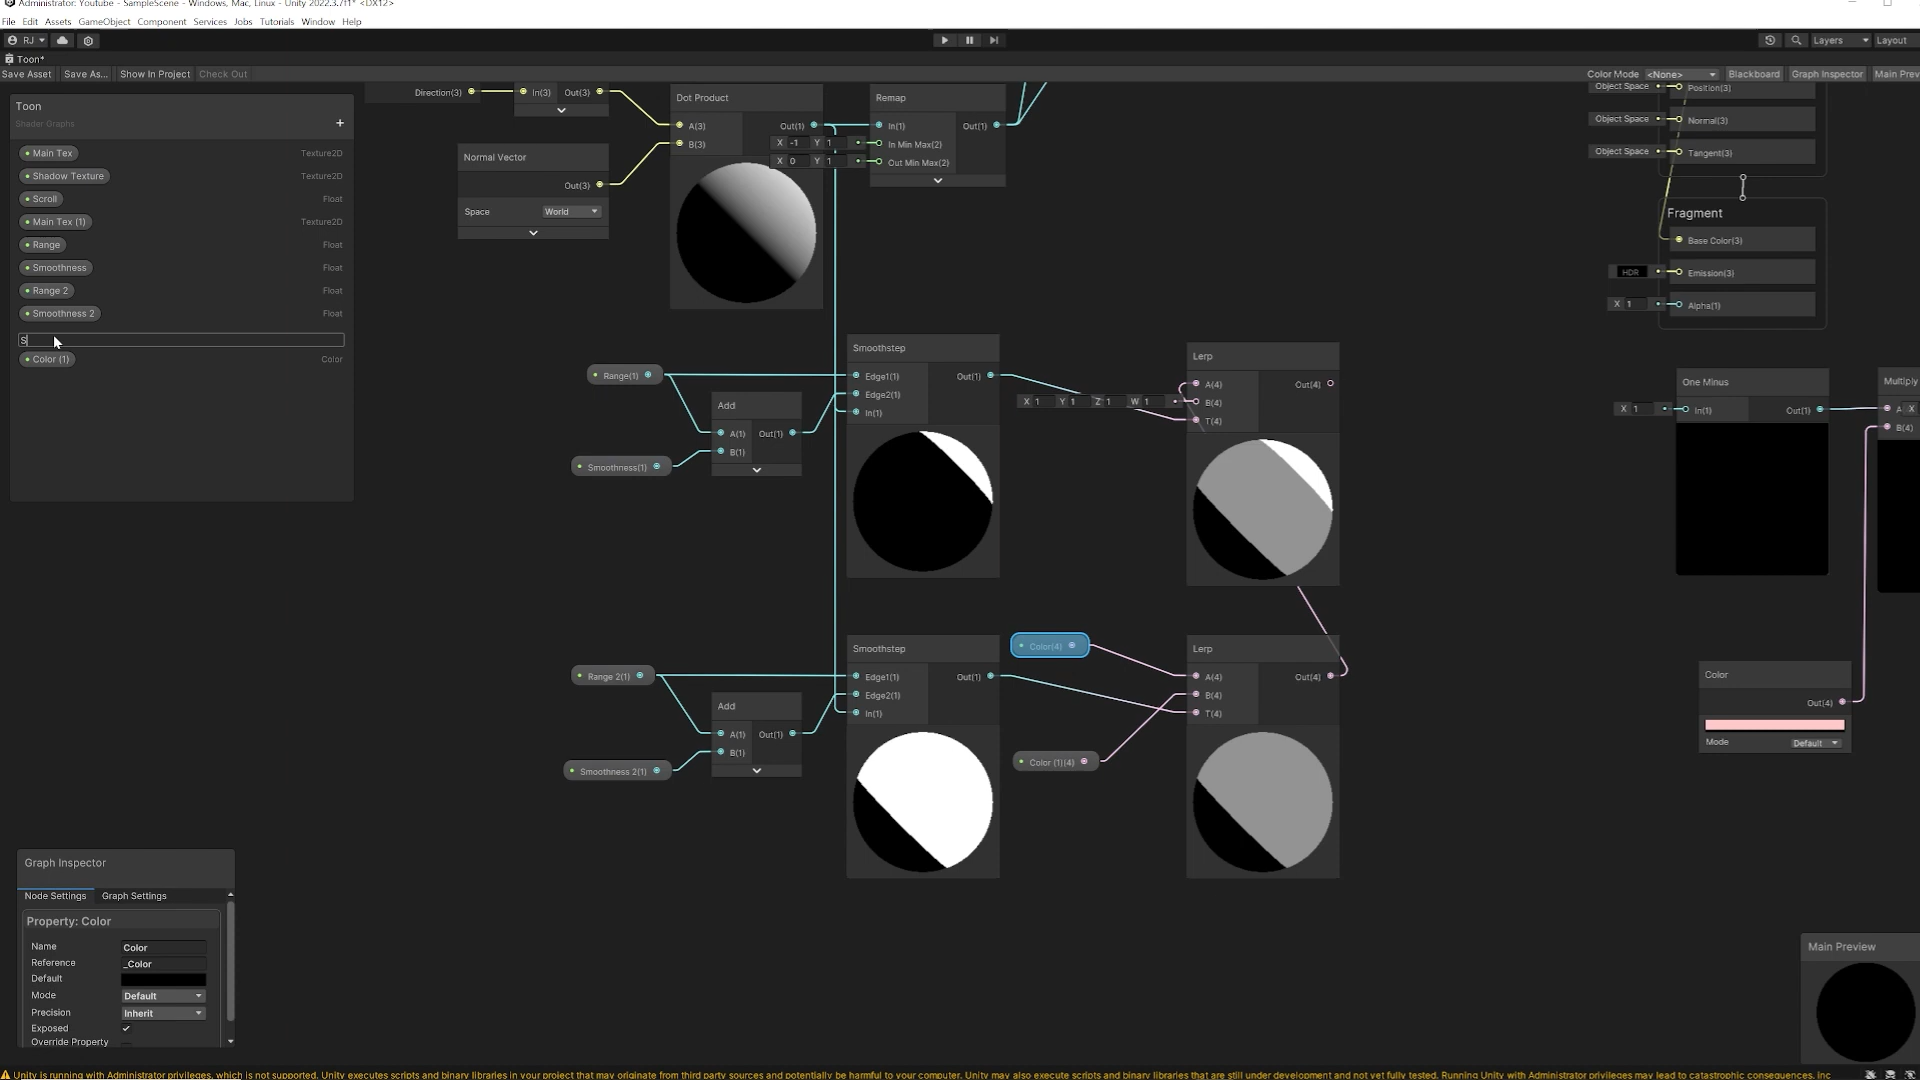 Administrator: Youtube - SampleScene - Windows, Mac, Linux - Unity 2022.3.7f1* <DX12>
File Edit Assets GameObject Component Services Jobs Tutorials Window Help
RJ
Layers
Layout
Toon*
Save Asset
Save As...
Show In Project
Check Out
Color Mode
<None>
Blackboard
Graph Inspector
Main Prev
Toon
Shader Graphs
+
Main Tex
Texture2D
Shadow Texture
Texture2D
Scroll
Float
Main Tex (1)
Texture2D
Range
Float
Smoothness
Float
Range 2
Float
Smoothness 2
Float
S
Color (1)
Color
Direction(3)
In(3)
Out(3)
Normal Vector
Out(3)
Space
World
Dot Product
A(3)
Out(1)
B(3)
X -1 Y 1
X 0 Y 1
Remap
In(1)
Out(1)
In Min Max(2)
Out Min Max(2)
Object Space
Position(3)
Object Space
Normal(3)
Object Space
Tangent(3)
Fragment
Base Color(3)
HDR
Emission(3)
X 1
Alpha(1)
Range(1)
Smoothness(1)
Add
A(1)
Out(1)
B(1)
Smoothstep
Edge1(1)
Out(1)
Edge2(1)
In(1)
X 1 Y 1 Z 1 W 1
Lerp
A(4)
Out(4)
B(4)
T(4)
One Minus
X 1
In(1)
Out(1)
Multiply
A
X
B(4)
Range 2(1)
Smoothness 2(1)
Add
A(1)
Out(1)
B(1)
Smoothstep
Edge1(1)
Out(1)
Edge2(1)
In(1)
Color(4)
Color (1)(4)
Lerp
A(4)
Out(4)
B(4)
T(4)
Color
Out(4)
Mode
Default
Graph Inspector
Node Settings
Graph Settings
Property: Color
Name
Color
Reference
_Color
Default
Mode
Default
Precision
Inherit
Exposed
Override Property
Main Preview
Unity is running with Administrator privileges, which is not supported. Unity executes scripts and binary libraries in your project that may originate from third party sources and potentially be harmful to your computer. Unity may also execute scripts and binary libraries that are still under development and not yet fully tested. Running Unity with Administrator privileges may lead to catastrophic consequences, inc